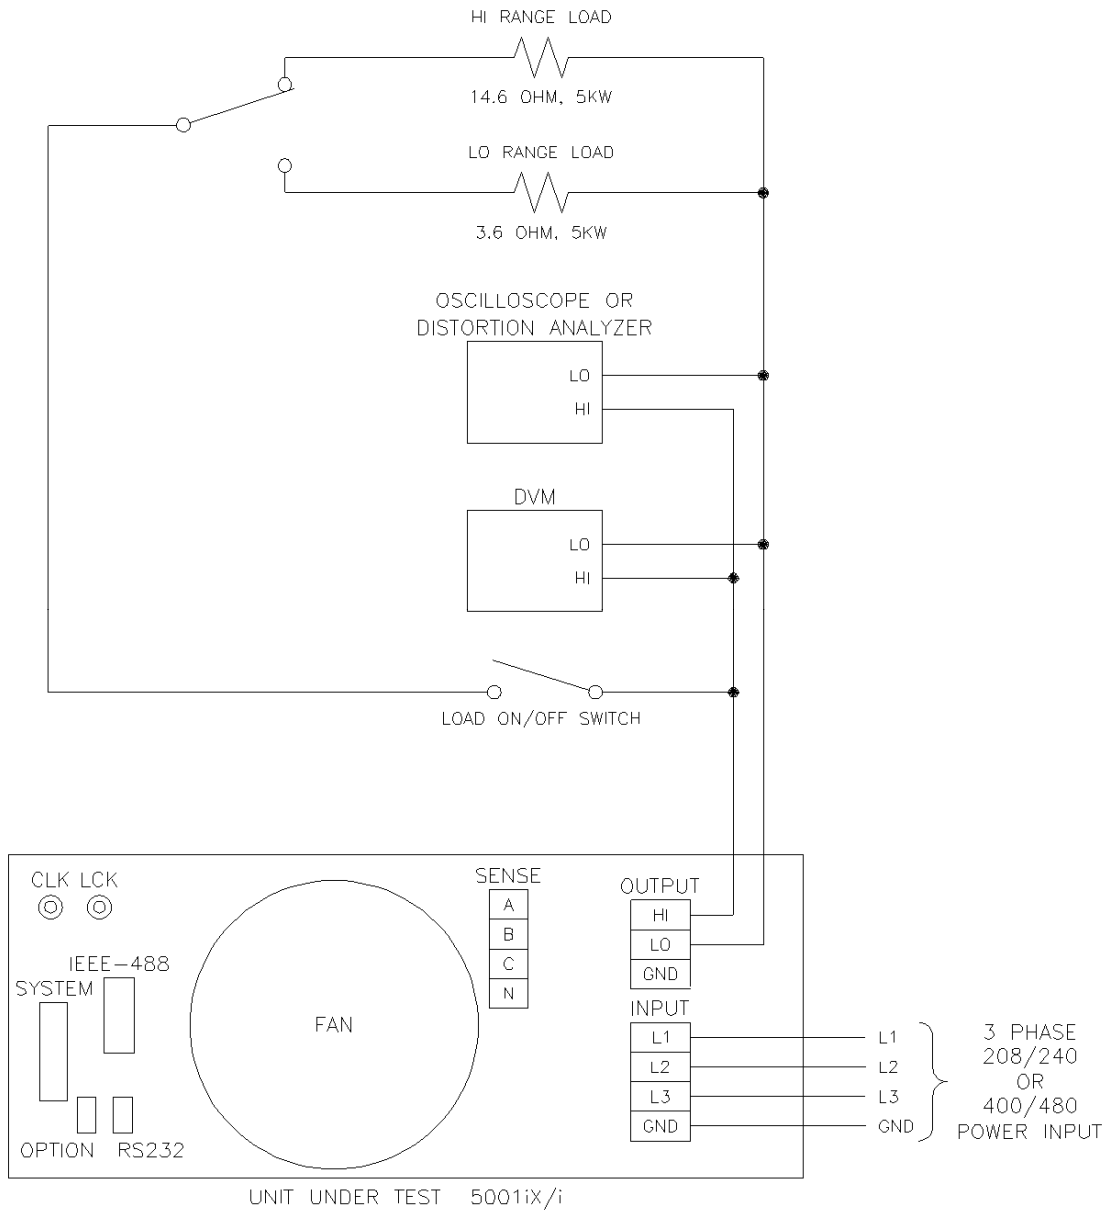 HI RANGE LOAD
14.6 OHM, 5KW
LO RANGE LOAD
3.6 OHM, 5KW
OSCILLOSCOPE OR
DISTORTION ANALYZER
LO
HI
DVM
LO
HI
LOAD ON/OFF SWITCH
CLK LCK
IEEE-488
SYSTEM
OPTION RS232
FAN
SENSE
A
B
C
N
OUTPUT
HI
LO
GND
INPUT
L1
L2
L3
GND
L1
L2
L3
GND
3 PHASE
208/240
OR
400/480
POWER INPUT
UNIT UNDER TEST 5001iX/i